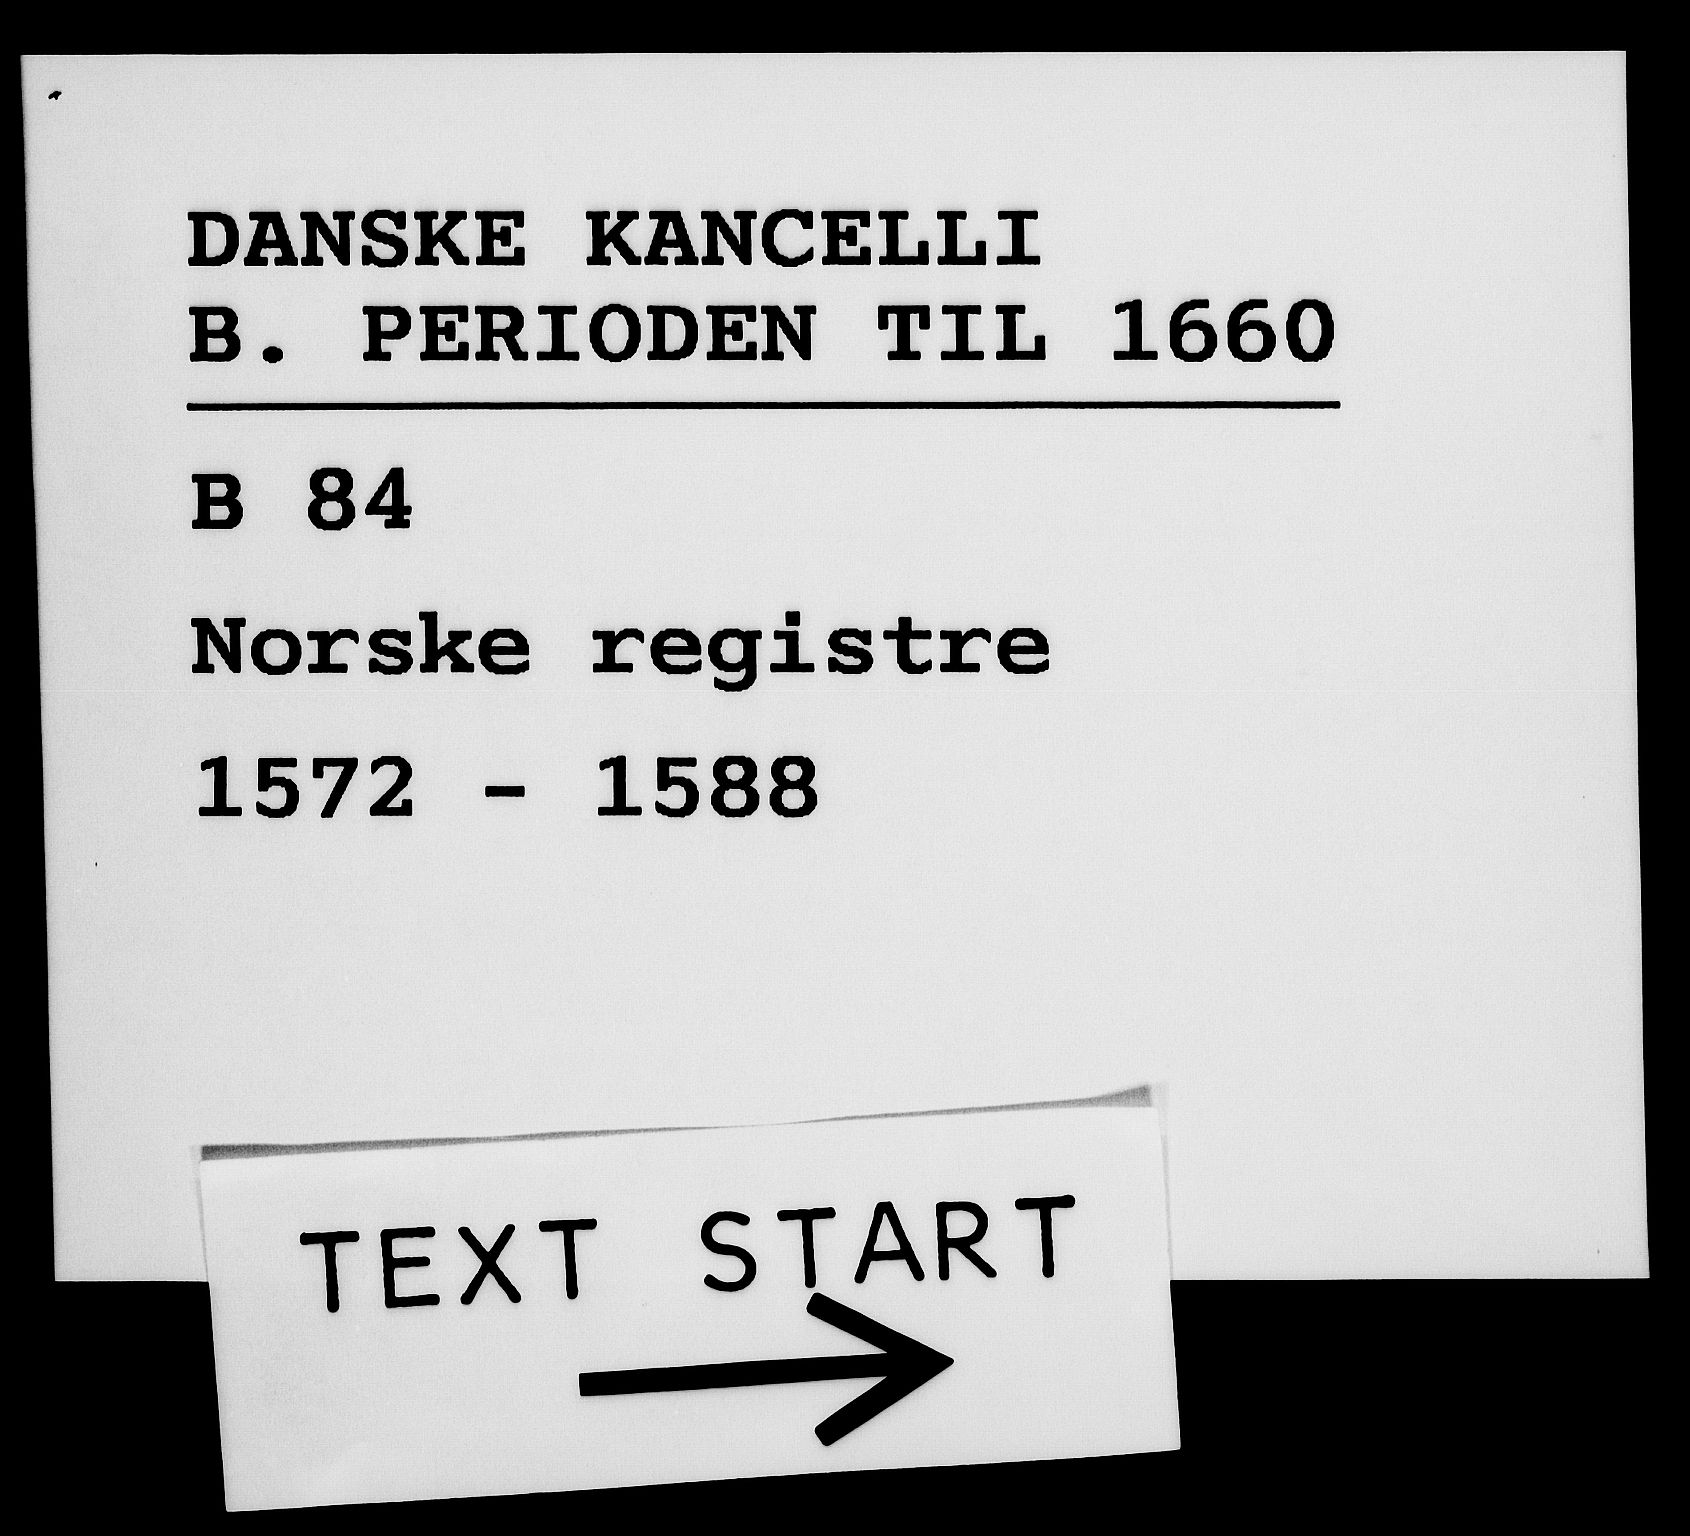 DANSKE KANCELLI
B. PERIODEN TIL 1660
B 84
Norske registre
1572 - 1588
TEXT START